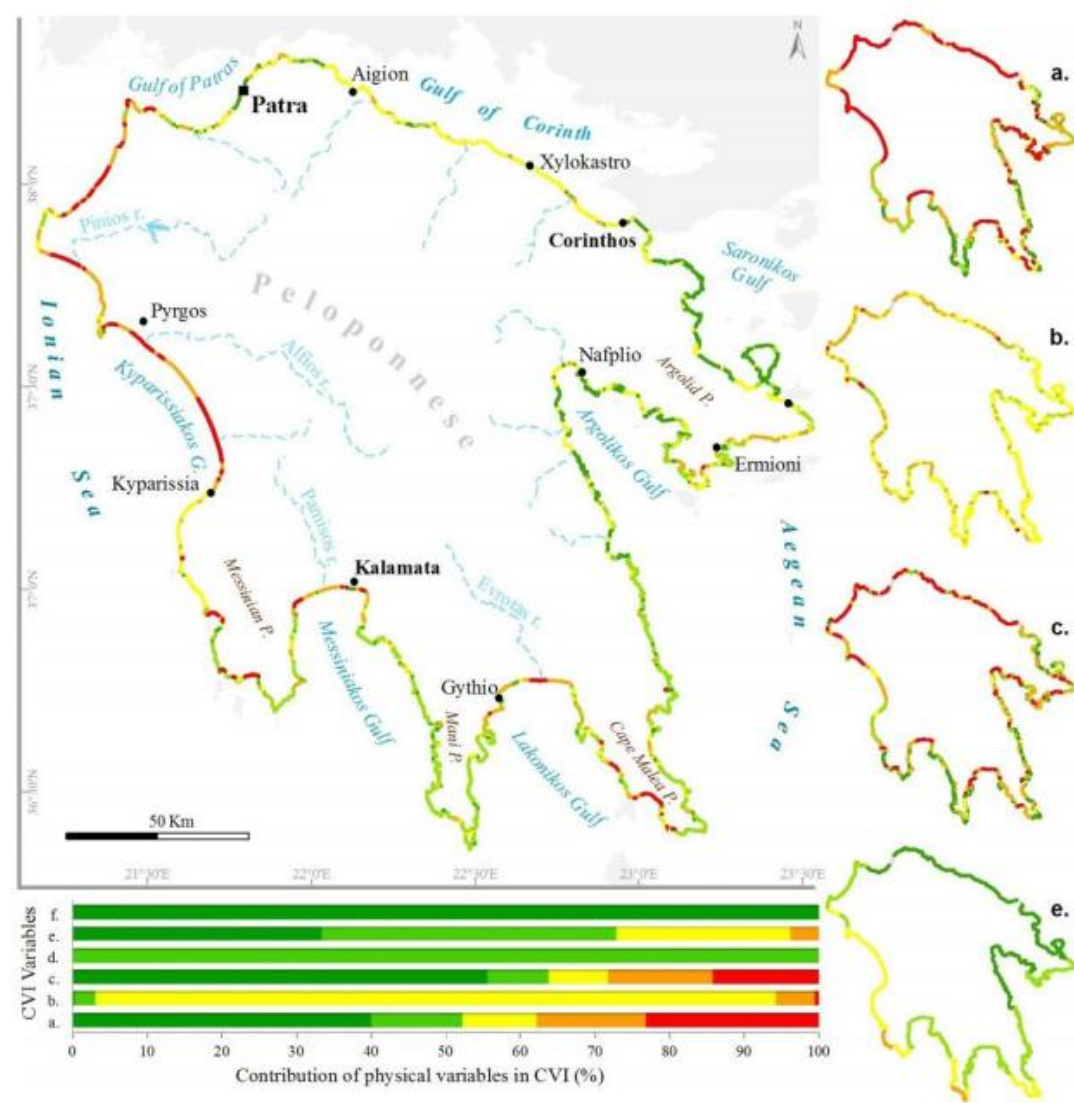 N
Gulf of Patras
Patra
Aigion
Gulf of Corinth
Xylokastro
Corinthos
Saronikos
Gulf
Pinios r.
Peloponnese
Ionian
Sea
Pyrgos
Alfios r.
Kyparissiakos G.
Kyparissia
Nafplio
Argolid P.
Argolikos Gulf
Ermioni
Pamisos r.
Messinian P.
Kalamata
Messiniakos Gulf
Evrotas r.
Gythio
Mani P.
Lakonikos Gulf
Cape Malea P.
Aegean
Sea
38°0'N
37°30'N
37°0'N
36°30'N
50 Km
21°30'E 22°0'E 22°30'E 23°0'E 23°30'E
a.
b.
c.
e.
CVI Variables
f.
e.
d.
c.
b.
a.
0 10 20 30 40 50 60 70 80 90 100
Contribution of physical variables in CVI (%)